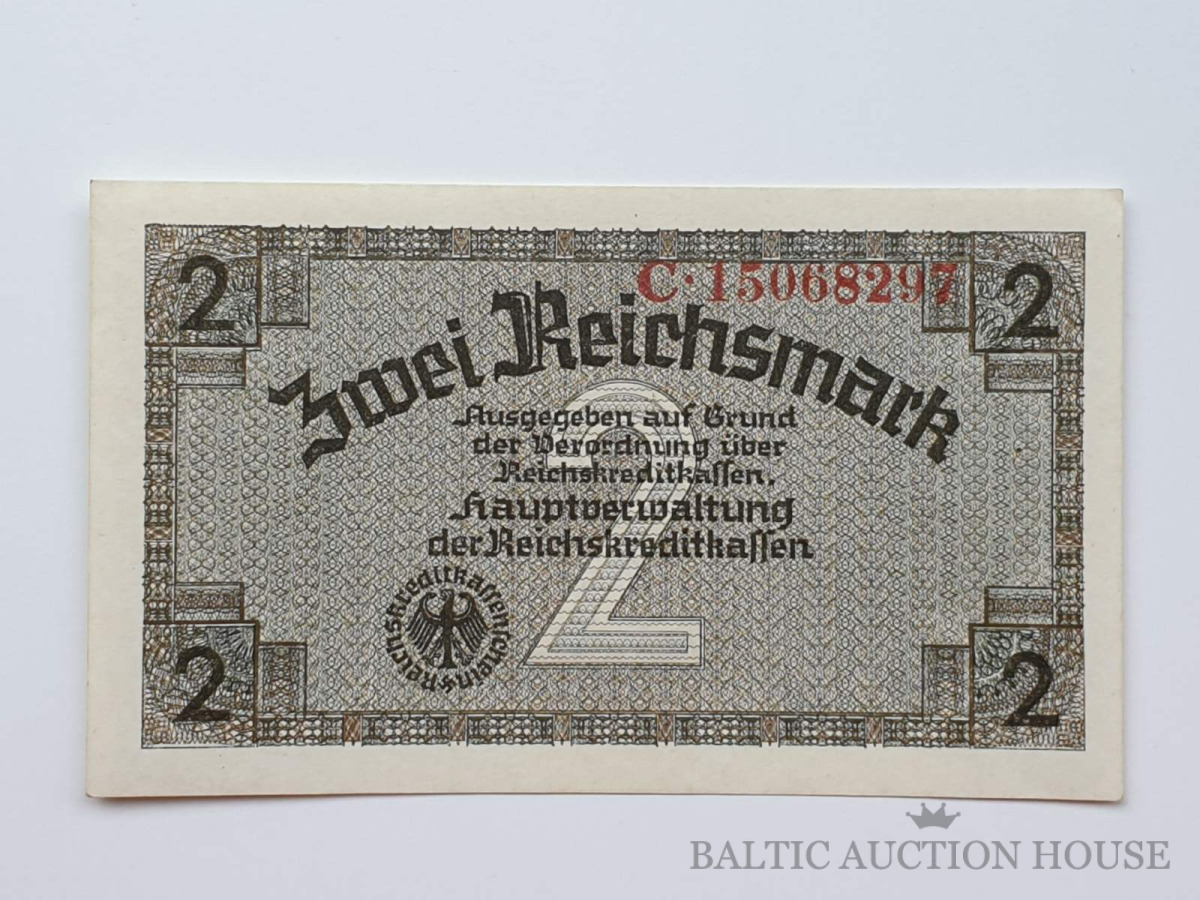 C·15068297
2 2
Zwei Reichsmark
Ausgegeben auf Grund
der Verordnung über
Reichskreditkassen.
Hauptverwaltung
der Reichskreditkassen
2
Reichskreditkassenscheine
2 2
BALTIC AUCTION HOUSE